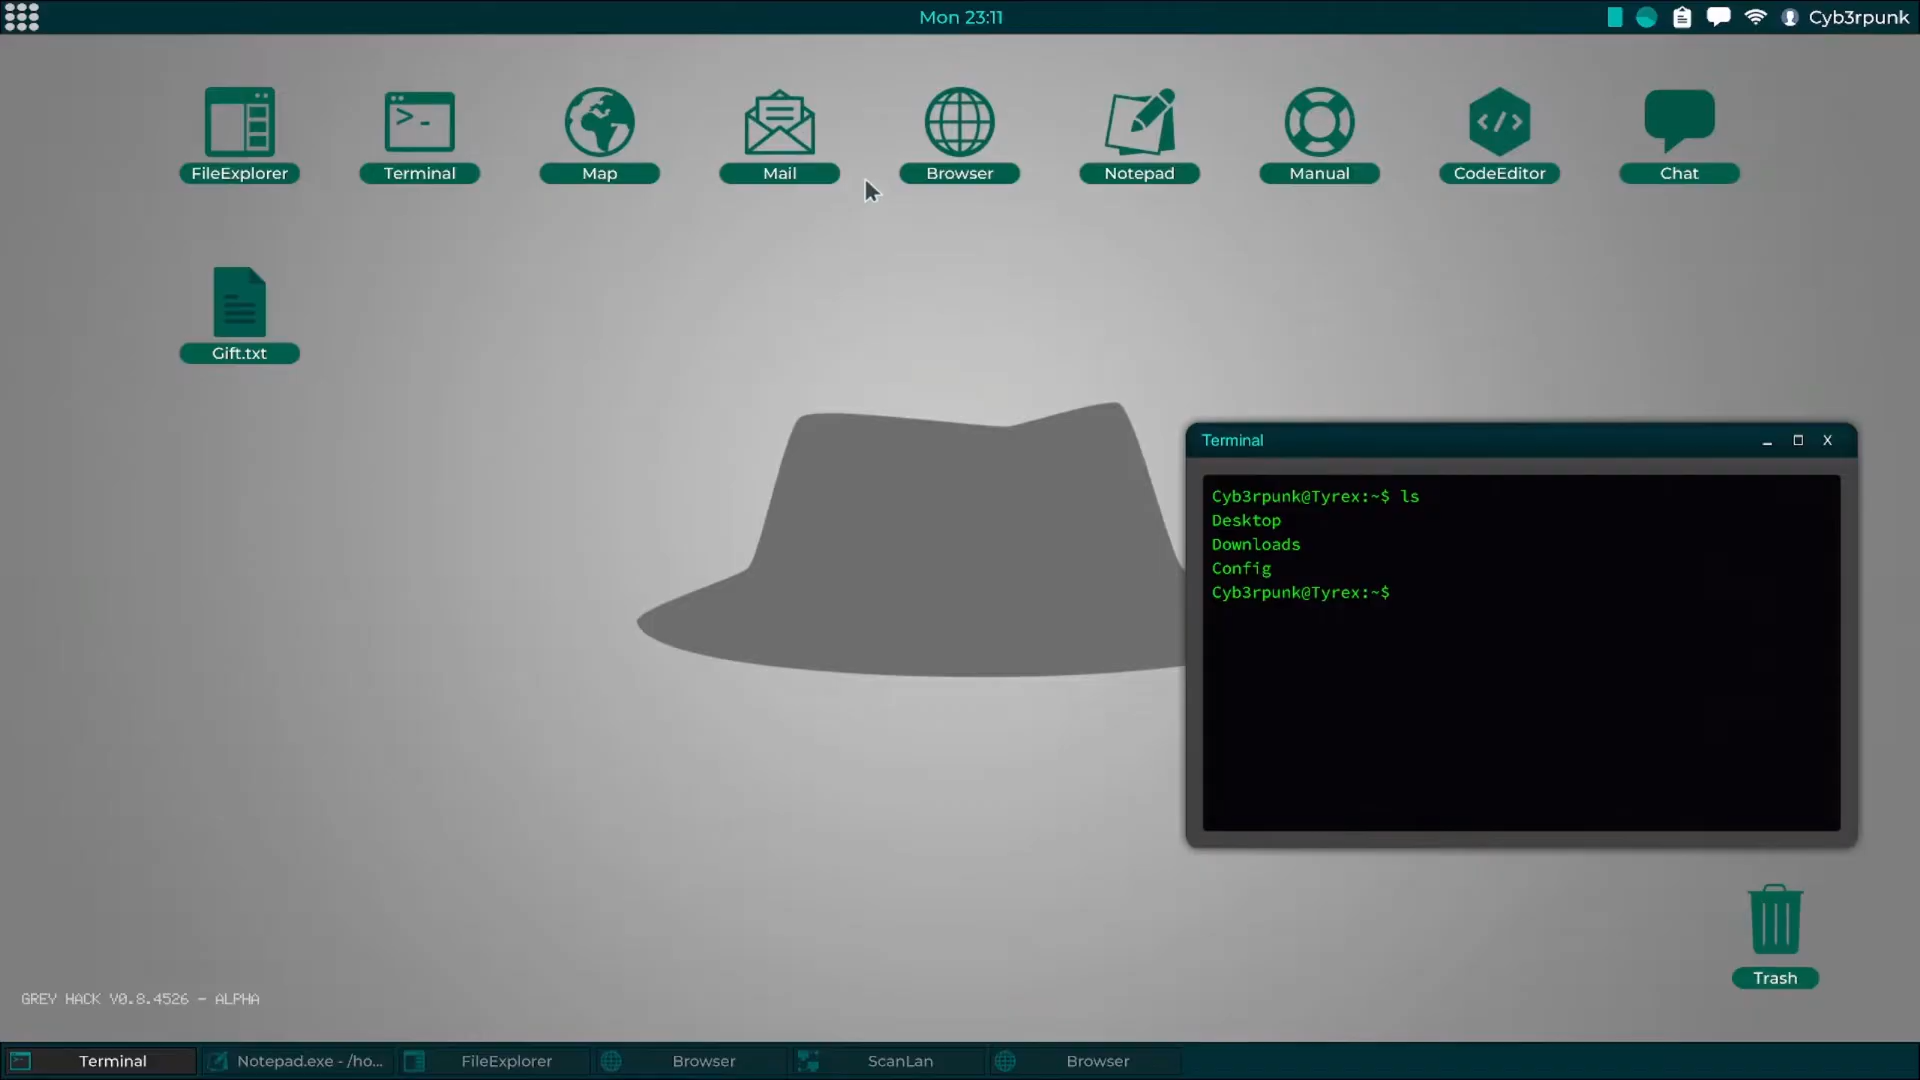 Mon 23:11
Cyb3rpunk
FileExplorer
Terminal
Map
Mail
Browser
Notepad
Manual
CodeEditor
Chat
Gift.txt
Terminal
Cyb3rpunk@Tyrex:~$ ls
Desktop
Downloads
Config
Cyb3rpunk@Tyrex:~$
Trash
GREY HACK V0.8.4526 - ALPHA
Terminal
Notepad.exe - /ho...
FileExplorer
Browser
ScanLan
Browser